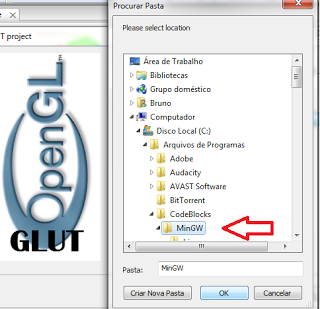 Procurar Pasta
T project
Please select location
OpenGL
GLUT
Área de Trabalho
Bibliotecas
Grupo doméstico
Bruno
Computador
Disco Local (C:)
Arquivos de Programas
Adobe
Audacity
AVAST Software
BitTorrent
CodeBlocks
MinGW
Pasta:
MinGW
Criar Nova Pasta
OK
Cancelar